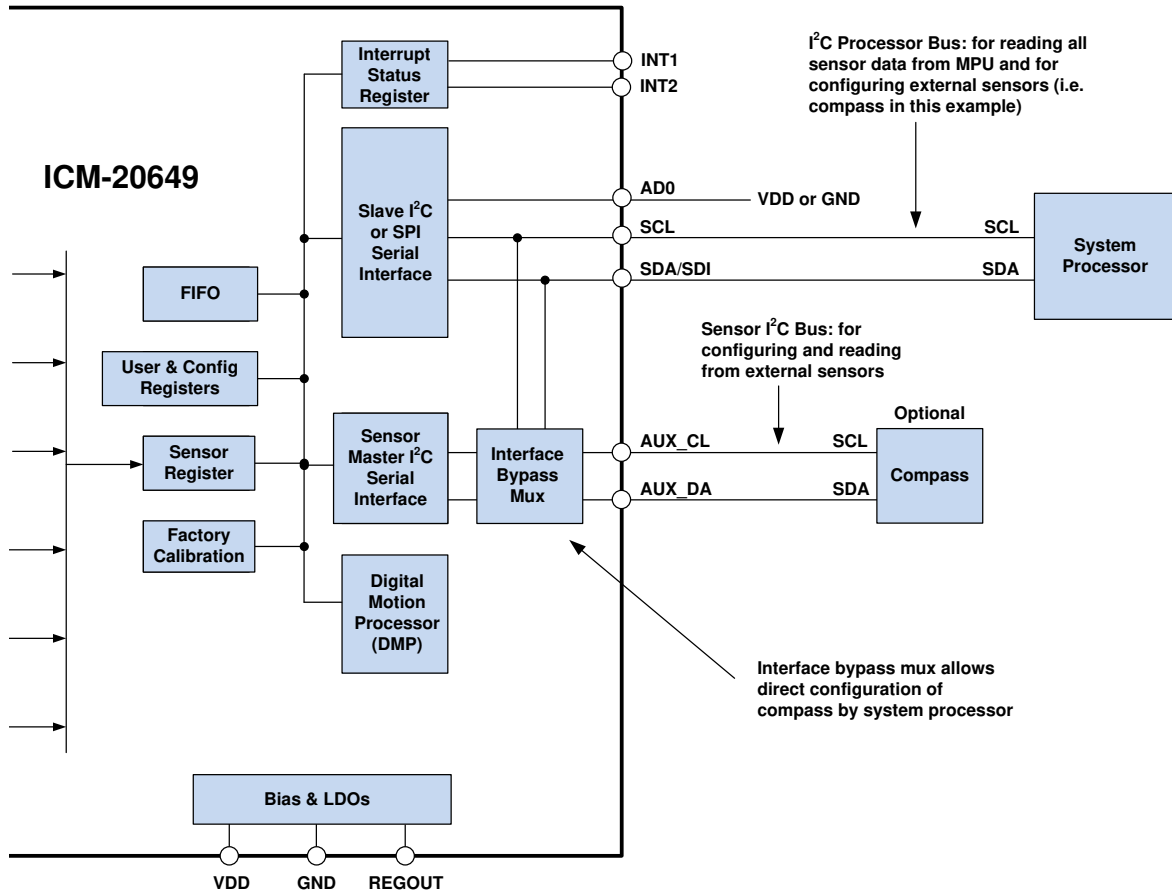 ICM-20649
Interrupt
Status
Register
INT1
INT2
I²C Processor Bus: for reading all
sensor data from MPU and for
configuring external sensors (i.e.
compass in this example)
Slave I²C
or SPI
Serial
Interface
AD0
VDD or GND
SCL
SCL
SDA/SDI
SDA
System
Processor
FIFO
User & Config
Registers
Sensor
Register
Factory
Calibration
Sensor
Master I²C
Serial
Interface
Interface
Bypass
Mux
Sensor I²C Bus: for
configuring and reading
from external sensors
AUX_CL
SCL
AUX_DA
SDA
Optional
Compass
Digital
Motion
Processor
(DMP)
Interface bypass mux allows
direct configuration of
compass by system processor
Bias & LDOs
VDD
GND
REGOUT